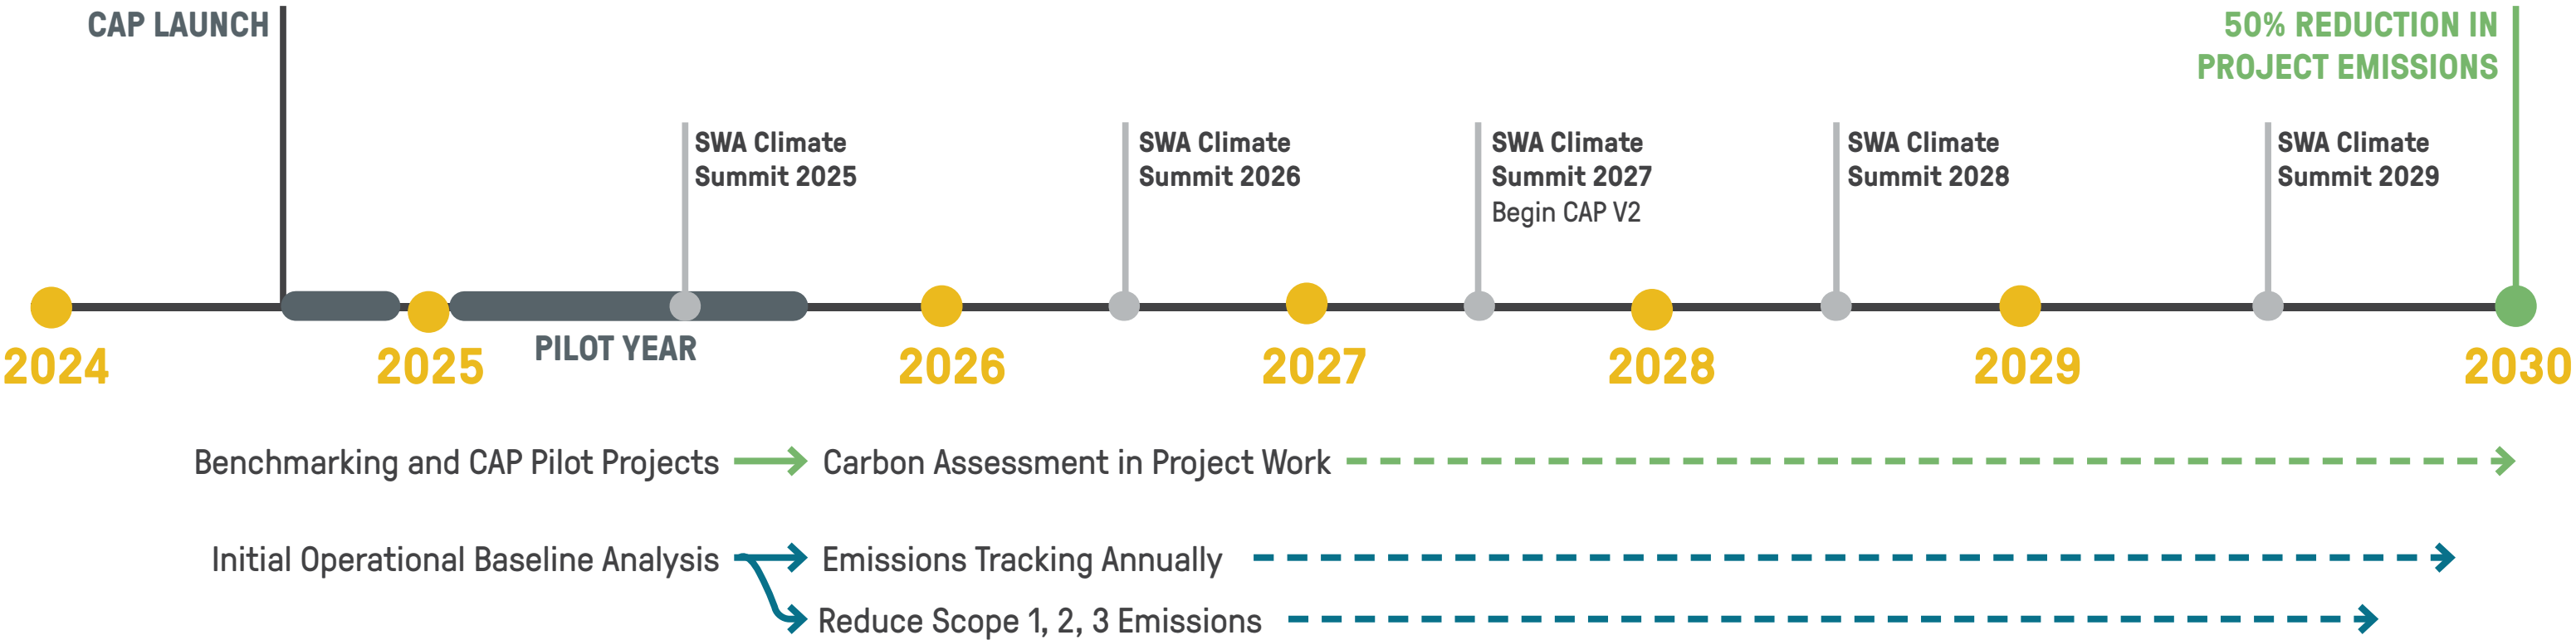 CAP LAUNCH
50% REDUCTION IN
PROJECT EMISSIONS
SWA Climate
Summit 2025
SWA Climate
Summit 2026
SWA Climate
Summit 2027
Begin CAP V2
SWA Climate
Summit 2028
SWA Climate
Summit 2029
PILOT YEAR
2024
2025
2026
2027
2028
2029
2030
Benchmarking and CAP Pilot Projects
Carbon Assessment in Project Work
Initial Operational Baseline Analysis
Emissions Tracking Annually
Reduce Scope 1, 2, 3 Emissions